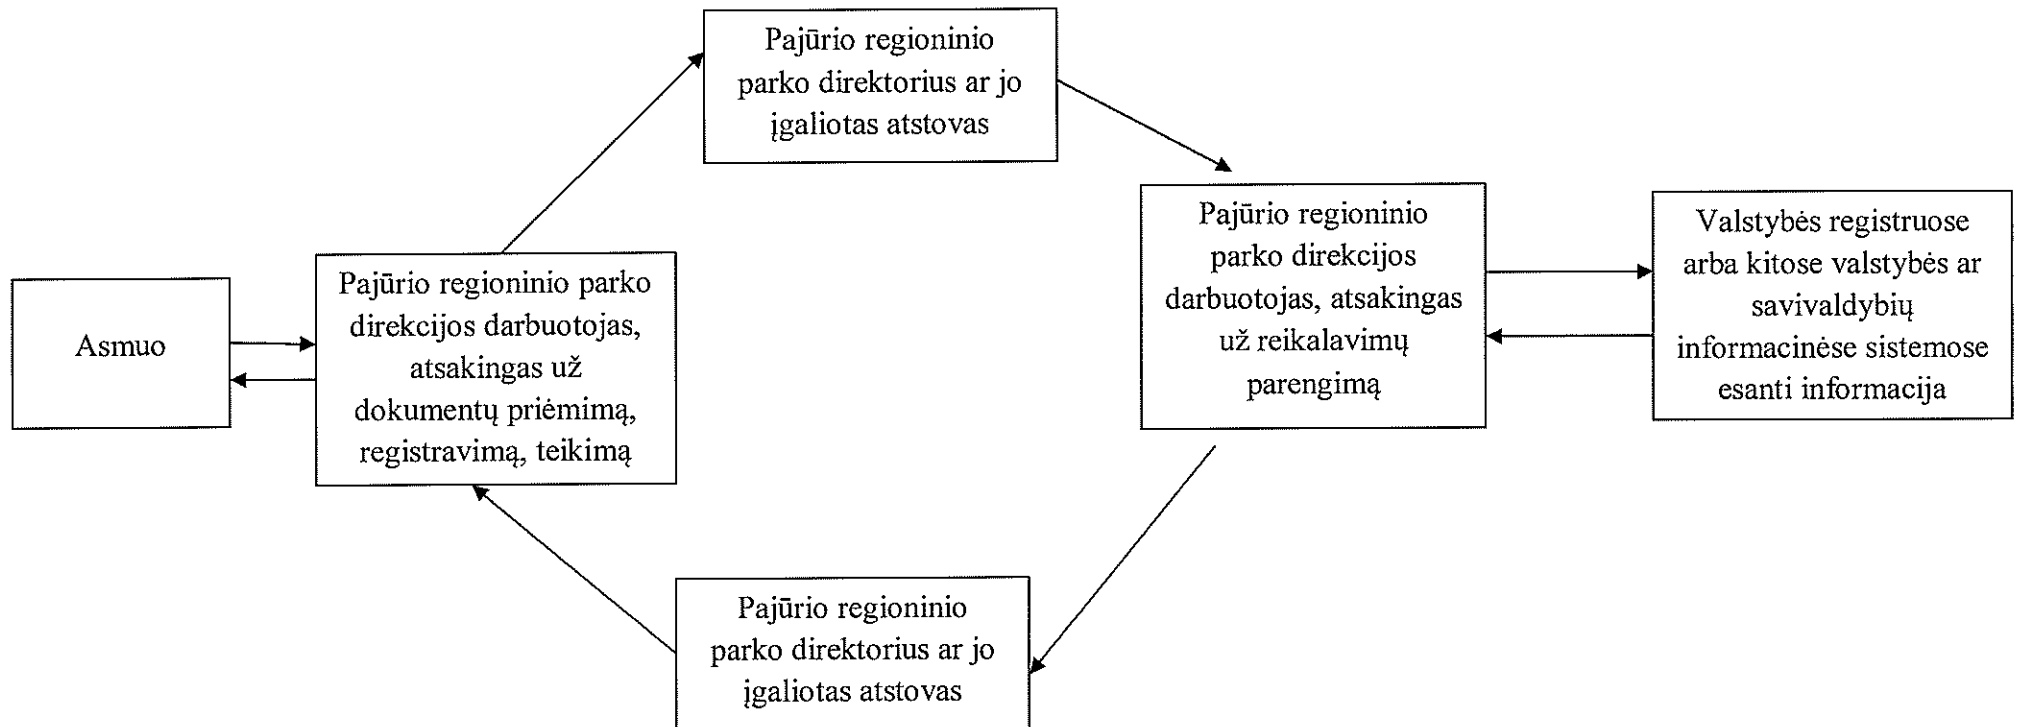 Pajūrio regioninio
parko direktorius ar jo
įgaliotas atstovas
Asmuo
Pajūrio regioninio parko
direkcijos darbuotojas,
atsakingas už
dokumentų priėmimą,
registravimą, teikimą
Pajūrio regioninio
parko direkcijos
darbuotojas, atsakingas
už reikalavimų
parengimą
Valstybės registruose
arba kitose valstybės ar
savivaldybių
informacinėse sistemose
esanti informacija
Pajūrio regioninio
parko direktorius ar jo
įgaliotas atstovas